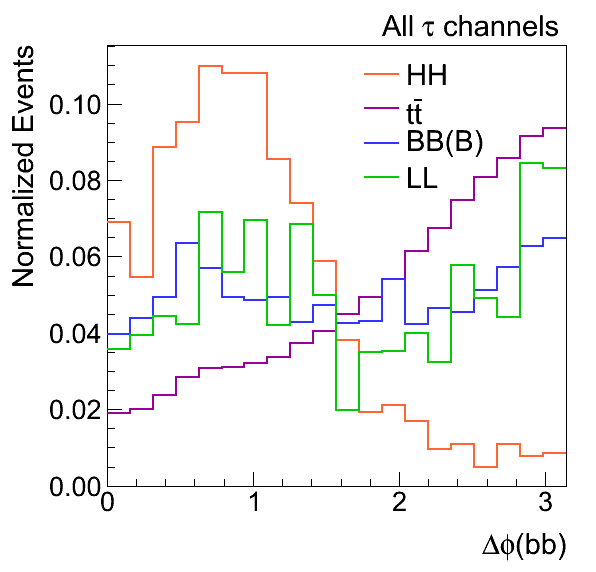 All τ channels
Normalized Events
HH
tt̄
BB(B)
LL
0.10
0.08
0.06
0.04
0.02
0.00
0
1
2
3
Δϕ(bb)